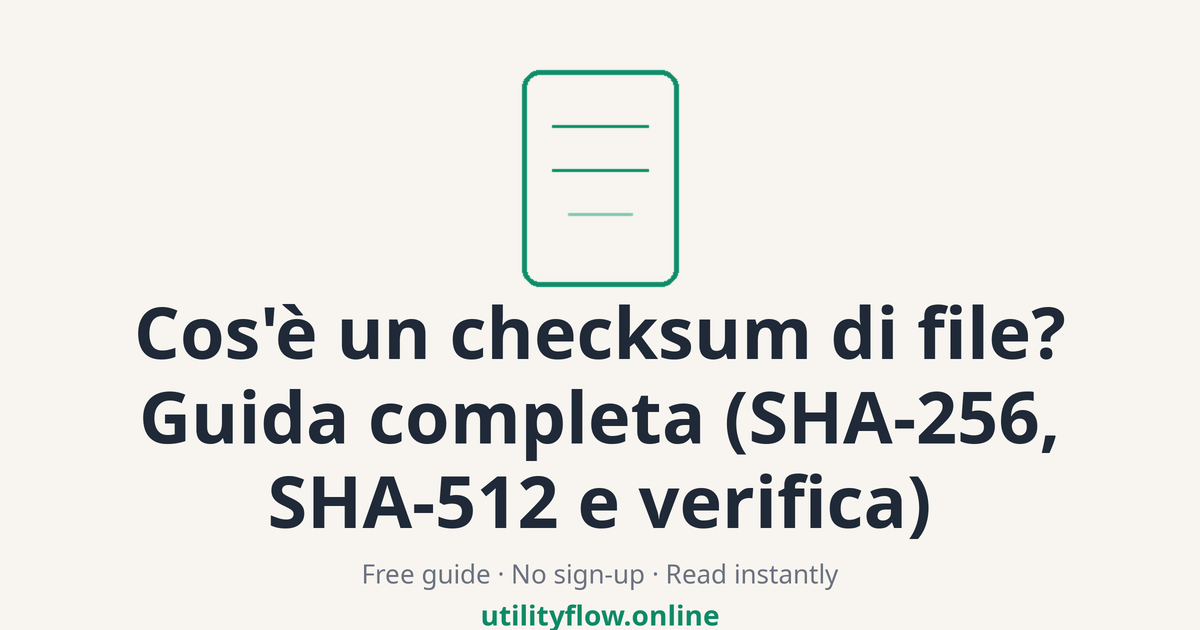 Cos'è un checksum di file?
Guida completa (SHA-256,
SHA-512 e verifica)
Free guide · No sign-up · Read instantly
utilityflow.online